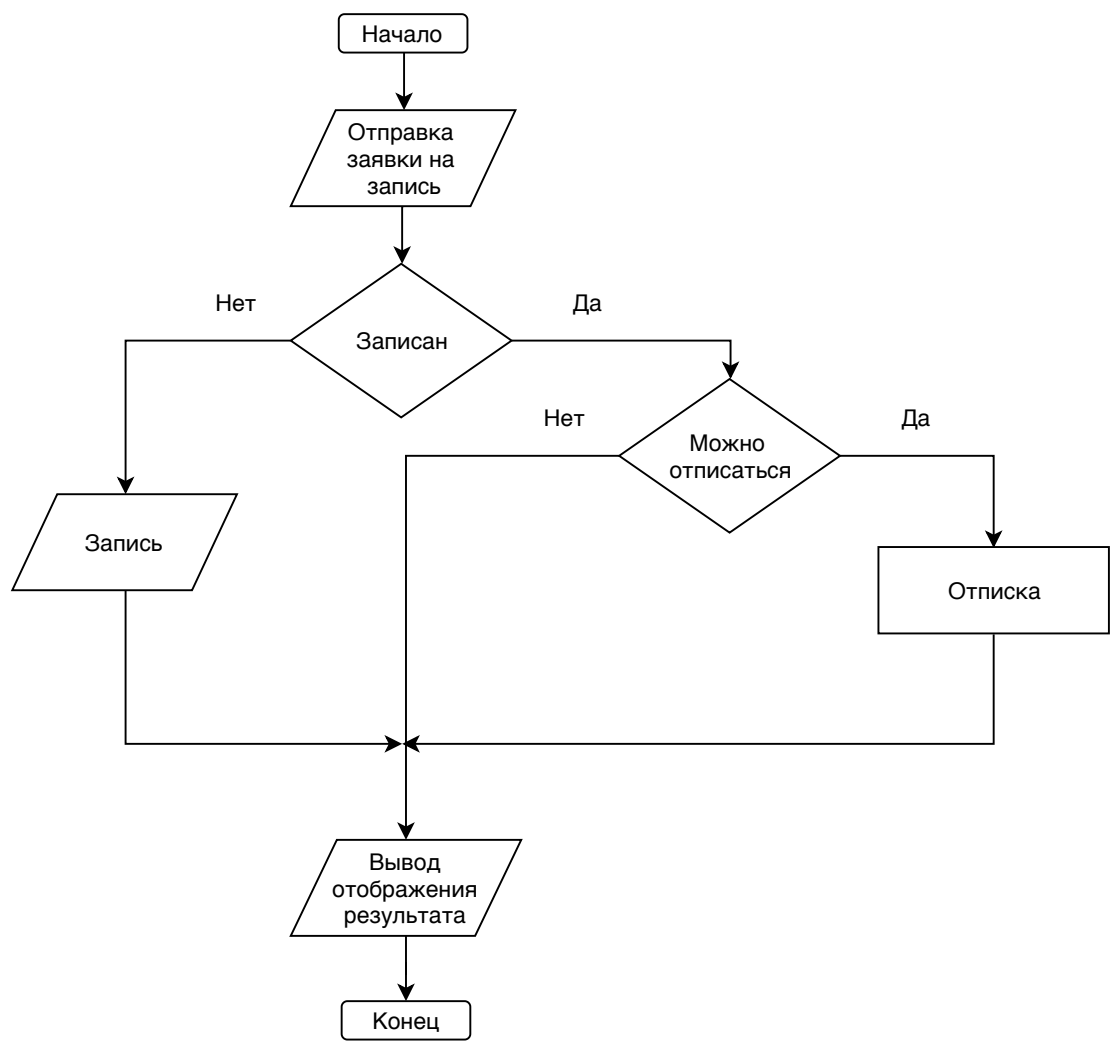 Начало
Отправка
заявки на
запись
Нет
Да
Записан
Нет
Да
Можно
отписаться
Запись
Отписка
Вывод
отображения
результата
Конец